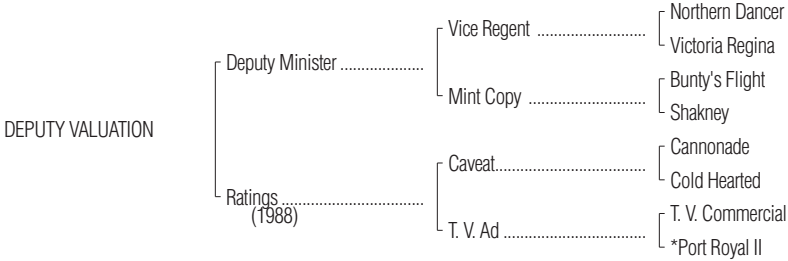 Northern Dancer
Vice Regent ..........................
Victoria Regina
Deputy Minister ....................
Bunty's Flight
Mint Copy ............................
Shakney
DEPUTY VALUATION
Cannonade
Caveat....................................
Cold Hearted
Ratings ..................................
(1988)
T. V. Commercial
T. V. Ad ..................................
*Port Royal II